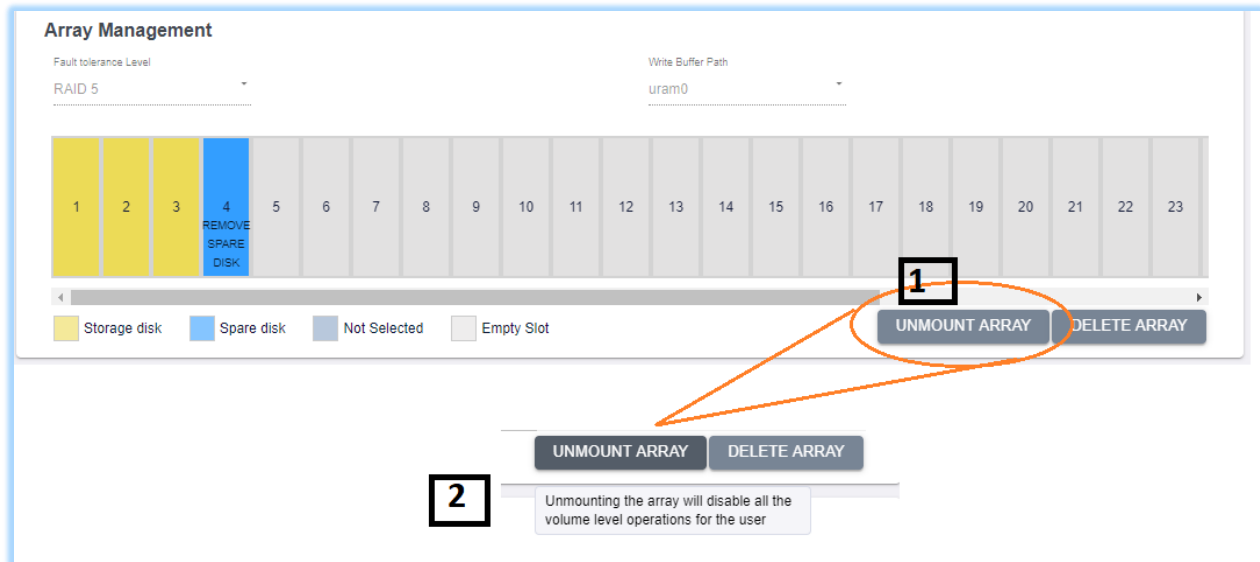 Array Management
Fault tolerance Level
Write Buffer Path
RAID 5
uram0
1 2 3 4 5 6 7 8 9 10 11 12 13 14 15 16 17 18 19 20 21 22 23
REMOVE
SPARE
DISK
1
Storage disk Spare disk Not Selected Empty Slot UNMOUNT ARRAY DELETE ARRAY
UNMOUNT ARRAY DELETE ARRAY
2
Unmounting the array will disable all the
volume level operations for the user